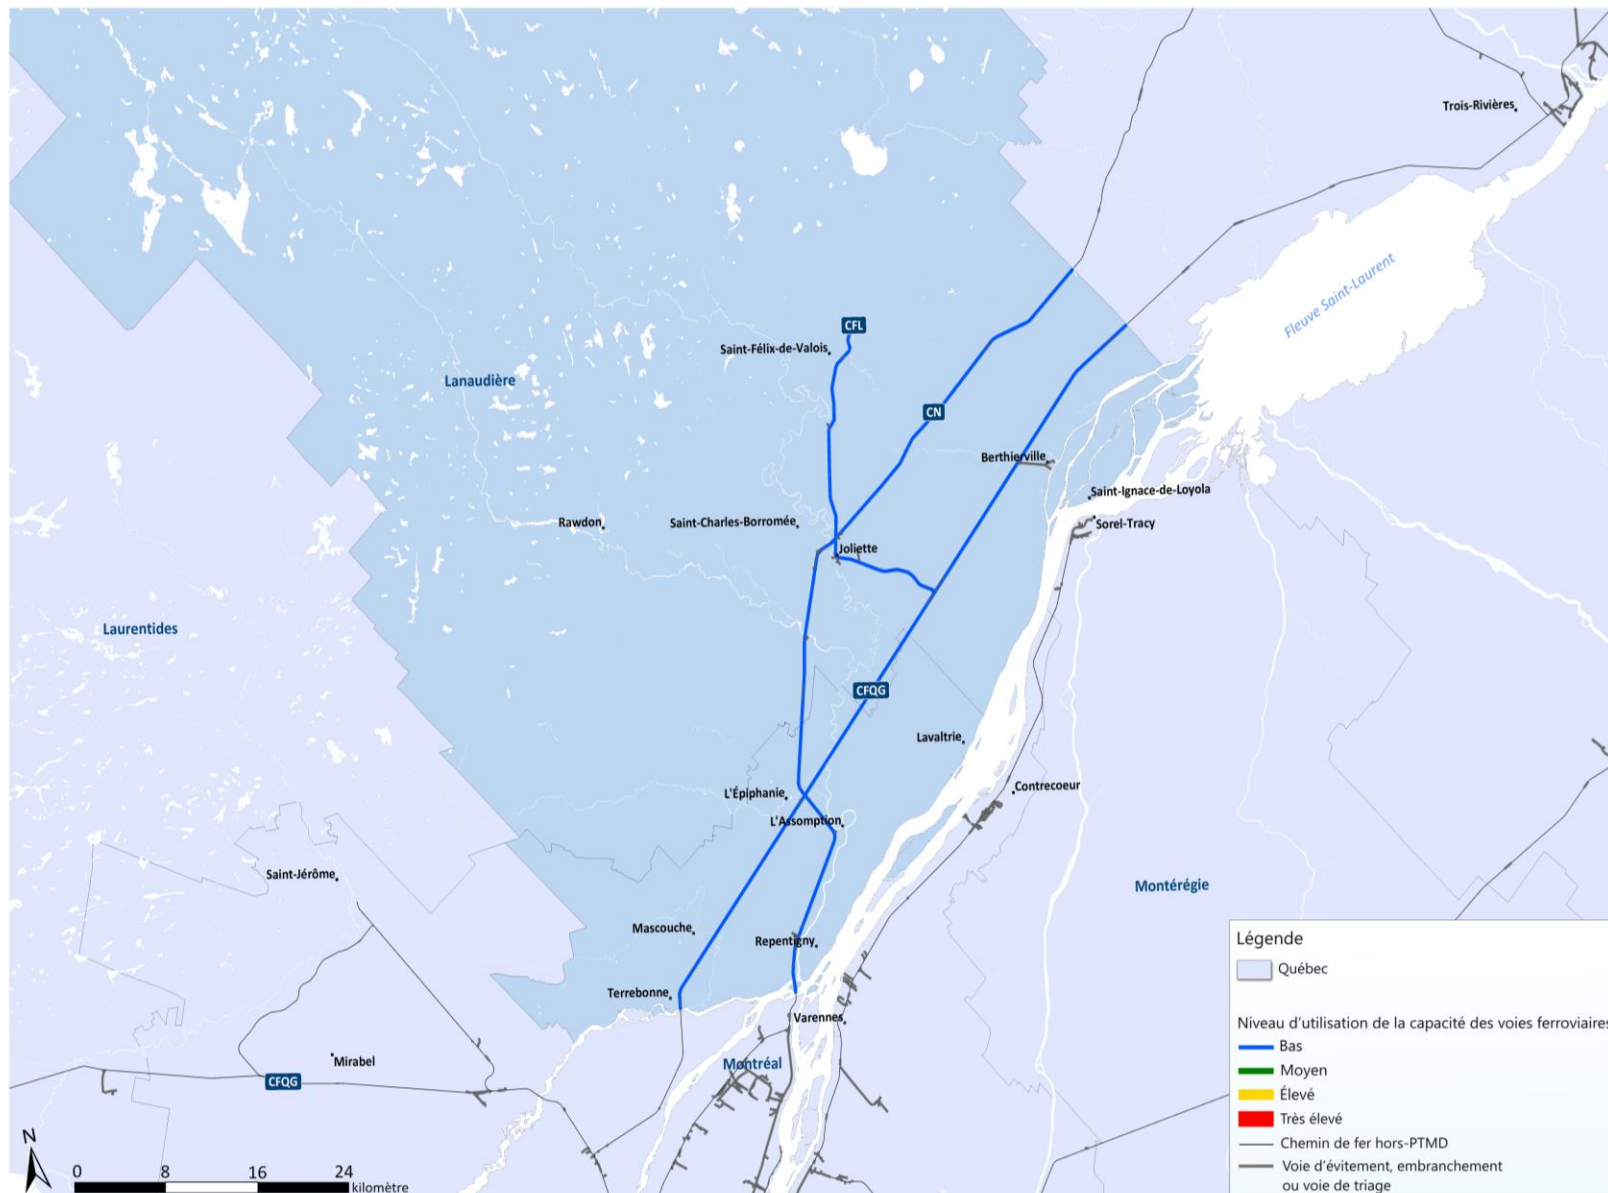 Trois-Rivières
Fleuve Saint-Laurent
CFL
Saint-Félix-de-Valois
Lanaudière
CN
Berthierville
Saint-Ignace-de-Loyola
Rawdon
Saint-Charles-Borromée
Sorel-Tracy
Joliette
Laurentides
CFQG
Lavaltrie
Contrecoeur
L'Épiphanie
L'Assomption
Saint-Jérôme
Montérégie
Mascouche
Repentigny
Terrebonne
Varennes
Mirabel
Montréal
CFQG
Légende
Québec
Niveau d'utilisation de la capacité des voies ferroviaires
Bas
Moyen
Élevé
Très élevé
Chemin de fer hors-PTMD
Voie d'évitement, embranchement
ou voie de triage
N
0 8 16 24
kilomètre